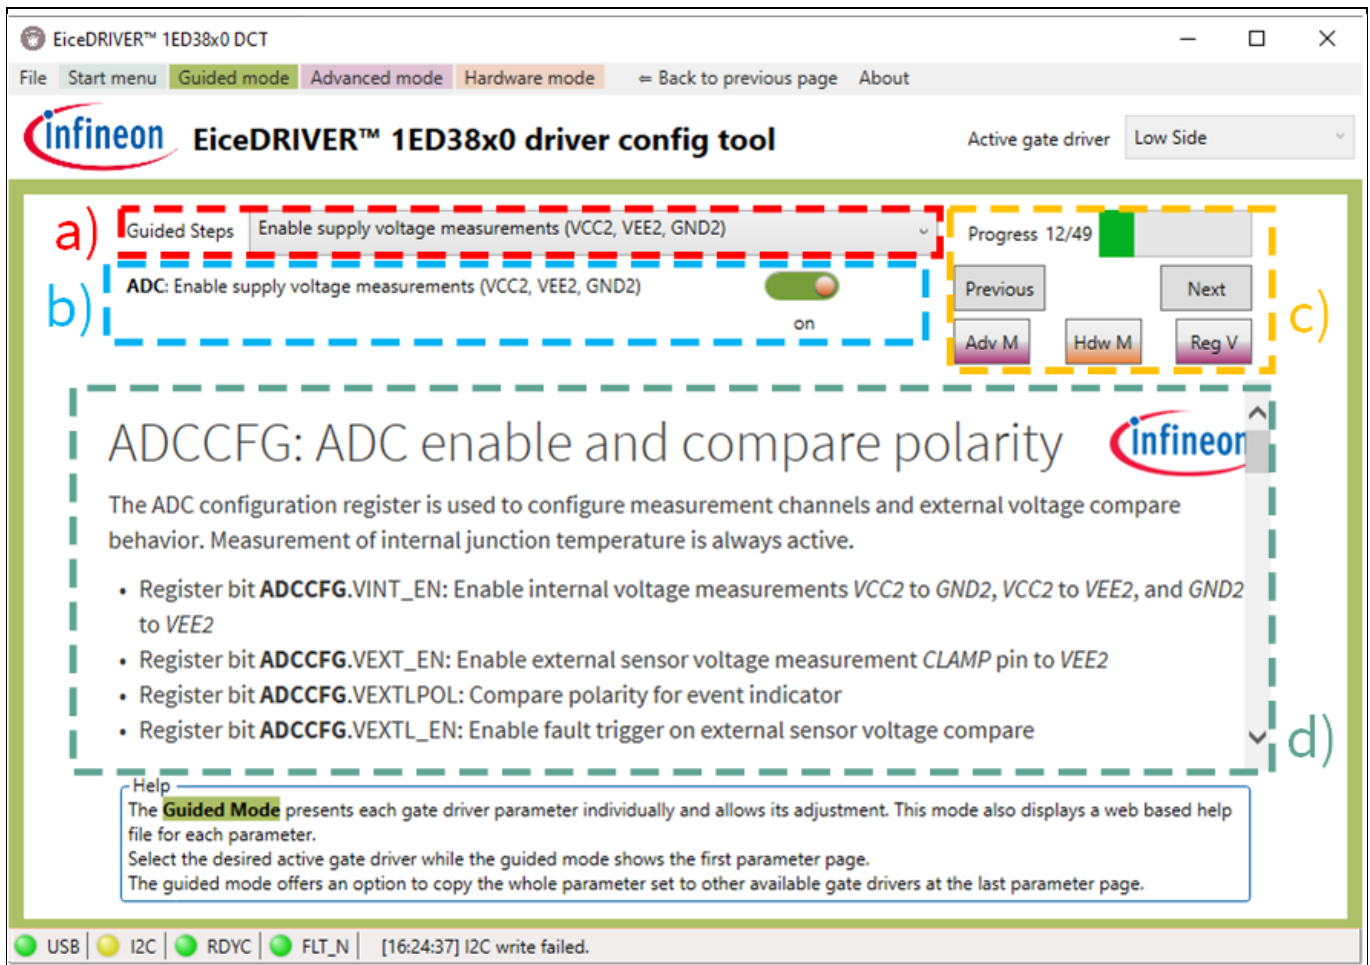 EiceDRIVER™ 1ED38x0 DCT
File Start menu Guided mode Advanced mode Hardware mode ⇐ Back to previous page About
infineon EiceDRIVER™ 1ED38x0 driver config tool Active gate driver Low Side
a) Guided Steps Enable supply voltage measurements (VCC2, VEE2, GND2) Progress 12/49
b) ADC: Enable supply voltage measurements (VCC2, VEE2, GND2) Previous Next
on c)
Adv M Hdw M Reg V
ADCCFG: ADC enable and compare polarity infineon
The ADC configuration register is used to configure measurement channels and external voltage compare
behavior. Measurement of internal junction temperature is always active.
• Register bit ADCCFG.VINT_EN: Enable internal voltage measurements VCC2 to GND2, VCC2 to VEE2, and GND2
to VEE2
• Register bit ADCCFG.VEXT_EN: Enable external sensor voltage measurement CLAMP pin to VEE2
• Register bit ADCCFG.VEXTLPOL: Compare polarity for event indicator
• Register bit ADCCFG.VEXTL_EN: Enable fault trigger on external sensor voltage compare
d)
Help
The Guided Mode presents each gate driver parameter individually and allows its adjustment. This mode also displays a web based help
file for each parameter.
Select the desired active gate driver while the guided mode shows the first parameter page.
The guided mode offers an option to copy the whole parameter set to other available gate drivers at the last parameter page.
USB I2C RDYC FLT_N [16:24:37] I2C write failed.